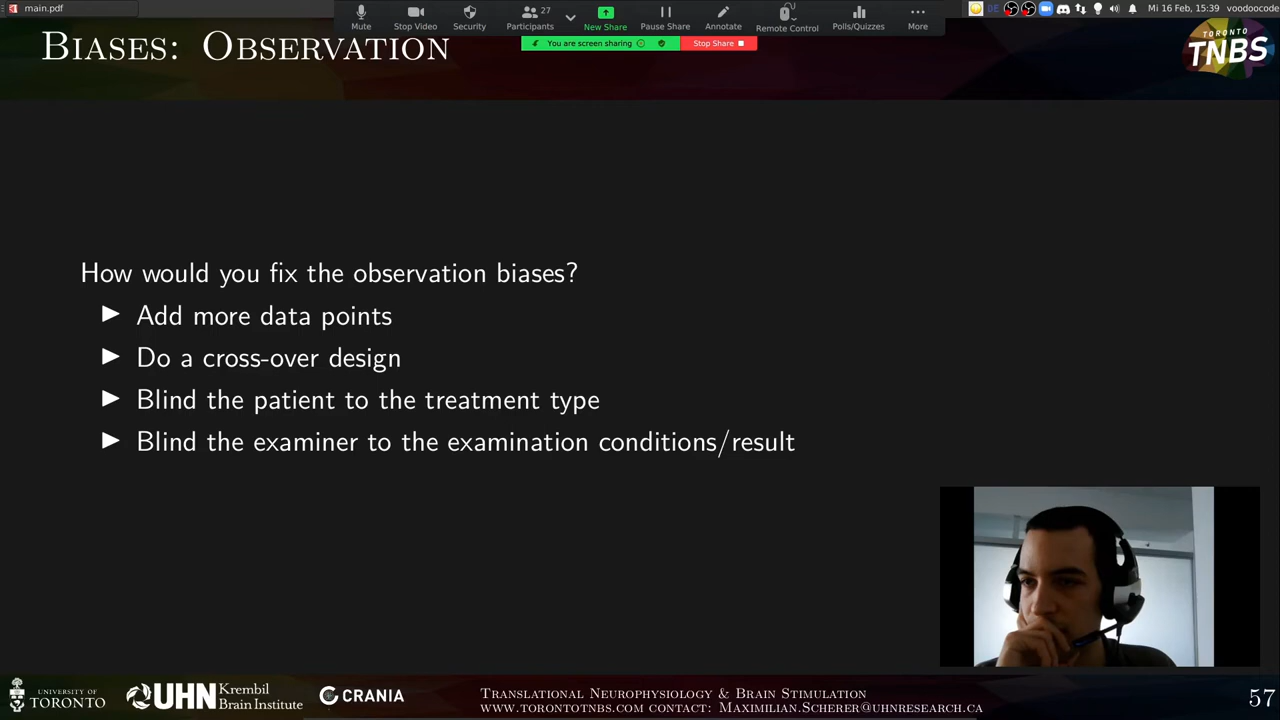 main.pdf
Mute
Stop Video
Security
Participants
27
New Share
Pause Share
Annotate
Remote Control
Polls/Quizzes
More
DE
Mi 16 Feb, 15:39
voodoocode
You are screen sharing
Stop Share
BIASES: OBSERVATION
TORONTO
TNBS
How would you fix the observation biases?
▶ Add more data points
▶ Do a cross-over design
▶ Blind the patient to the treatment type
▶ Blind the examiner to the examination conditions/result
UNIVERSITY OF
TORONTO
UHN
Krembil
Brain Institute
CRANIA
TRANSLATIONAL NEUROPHYSIOLOGY & BRAIN STIMULATION
WWW.TORONTOTNBS.COM CONTACT: MAXIMILIAN.SCHERER@UHNRESEARCH.CA
57